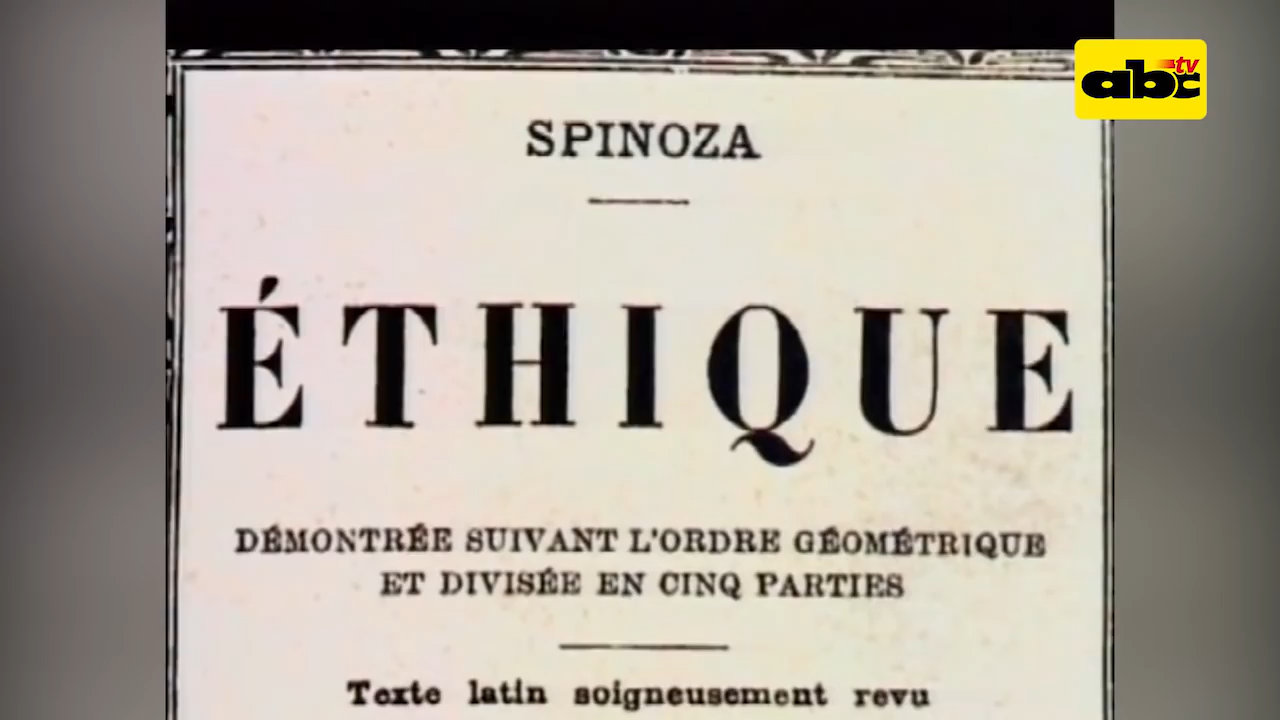 abc tv
SPINOZA
ÉTHIQUE
DÉMONTRÉE SUIVANT L'ORDRE GÉOMÉTRIQUE
ET DIVISÉE EN CINQ PARTIES
Texte latin soigneusement revu